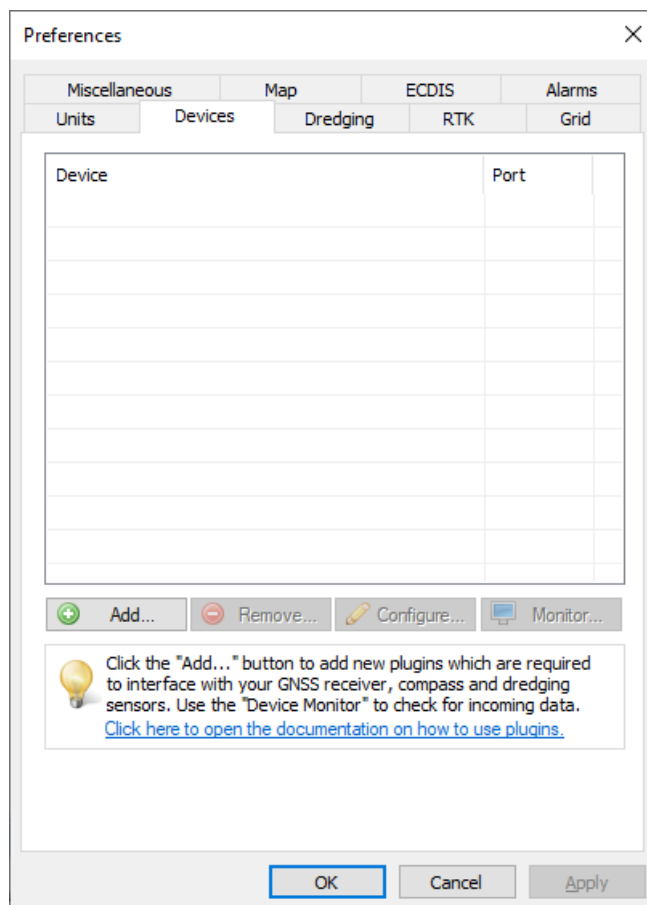 Preferences
Miscellaneous Map ECDIS Alarms
Units Devices Dredging RTK Grid
Device Port
Add... Remove... Configure... Monitor...
Click the "Add..." button to add new plugins which are required
to interface with your GNSS receiver, compass and dredging
sensors. Use the "Device Monitor" to check for incoming data.
Click here to open the documentation on how to use plugins.
OK Cancel Apply